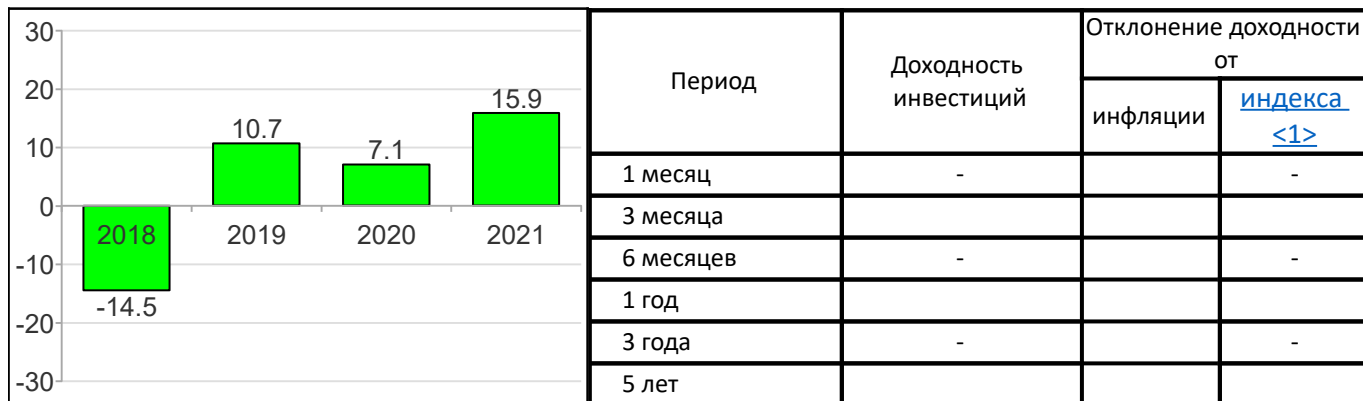 30
20
10
0
-10
-20
-30
15.9
10.7
7.1
2018 2019 2020 2021
-14.5
Период
Доходность
инвестиций
Отклонение доходности
от
инфляции
индекса
<1>
1 месяц - -
3 месяца
6 месяцев - -
1 год
3 года - -
5 лет